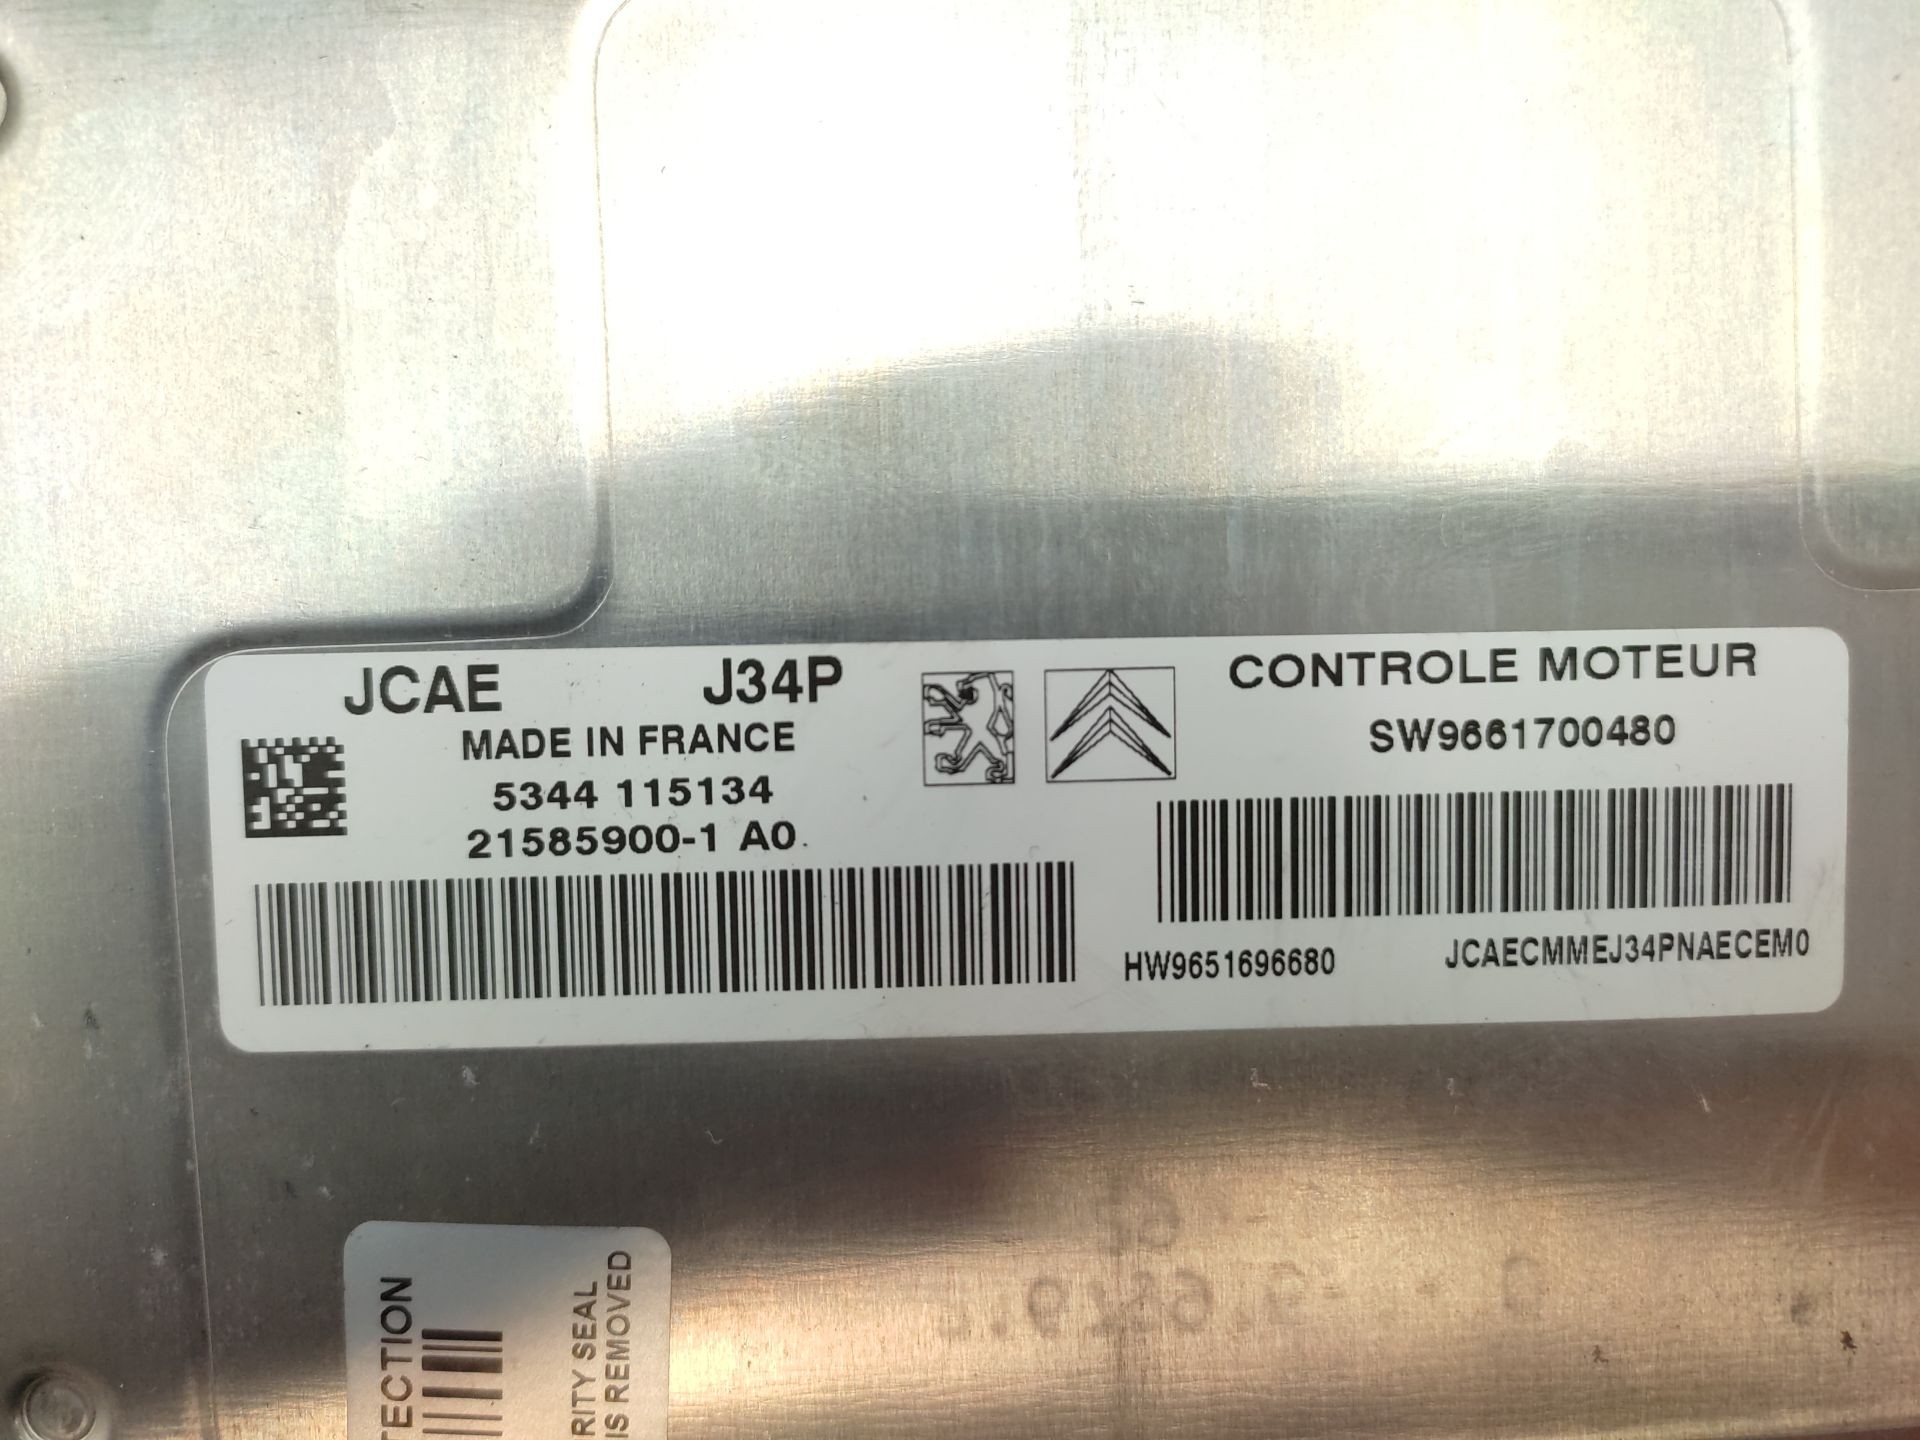 JCAE J34P
MADE IN FRANCE
5344 115134
21585900-1 A0
CONTROLE MOTEUR
SW9661700480
HW9651696680 JCAECMMEJ34PNAECEM0
TECTION
RITY SEAL
IS REMOVED